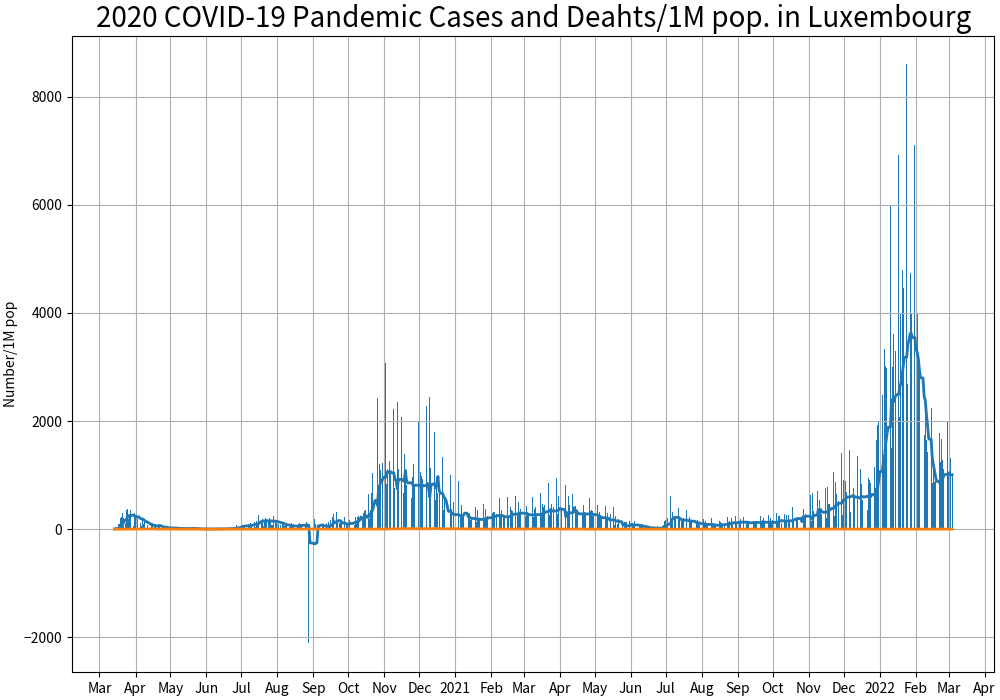 2020 COVID-19 Pandemic Cases and Deahts/1M pop. in Luxembourg
Number/1M pop
8000
6000
4000
2000
0
−2000
Mar Apr May Jun Jul Aug Sep Oct Nov Dec 2021 Feb Mar Apr May Jun Jul Aug Sep Oct Nov Dec 2022 Feb Mar Apr